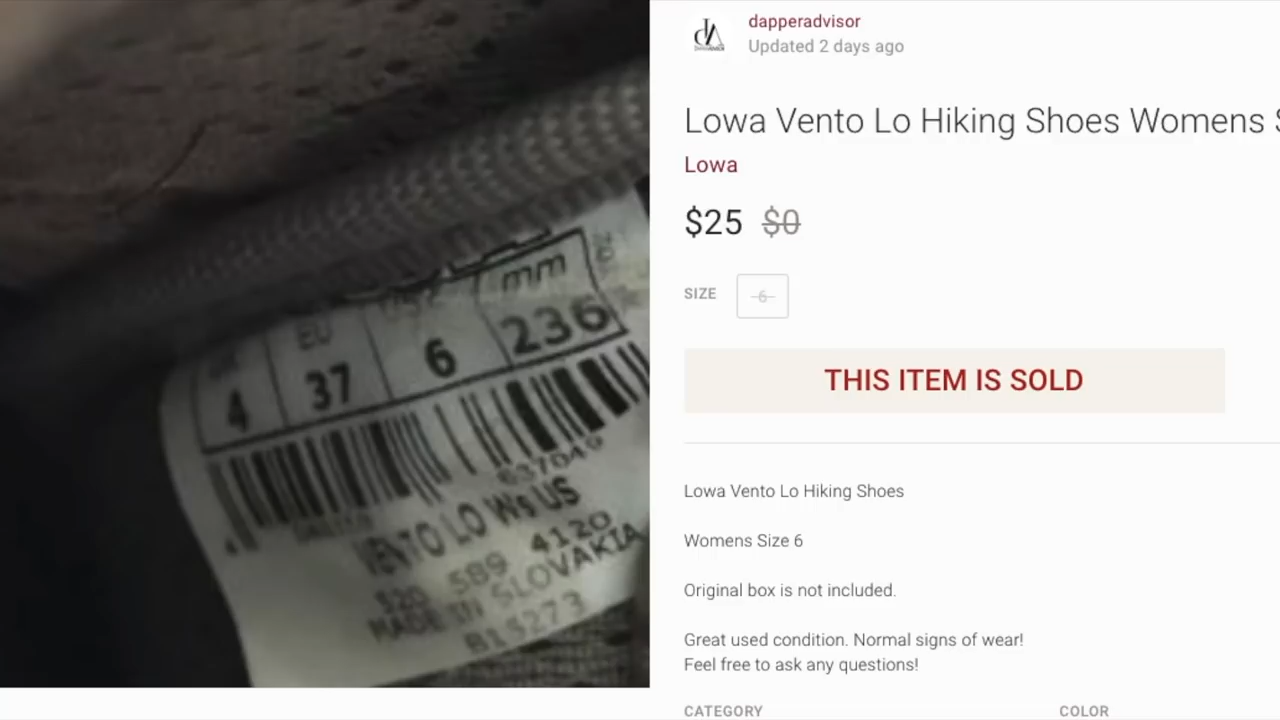 mm
EU
4 37 6 236
637049
VENTO LO Ws US
520 589 4120
MADE IN SLOVAKIA
B15273
dapperadvisor
Updated 2 days ago
Lowa Vento Lo Hiking Shoes Womens
Lowa
$25 $0
SIZE 6
THIS ITEM IS SOLD
Lowa Vento Lo Hiking Shoes
Womens Size 6
Original box is not included.
Great used condition. Normal signs of wear!
Feel free to ask any questions!
CATEGORY COLOR